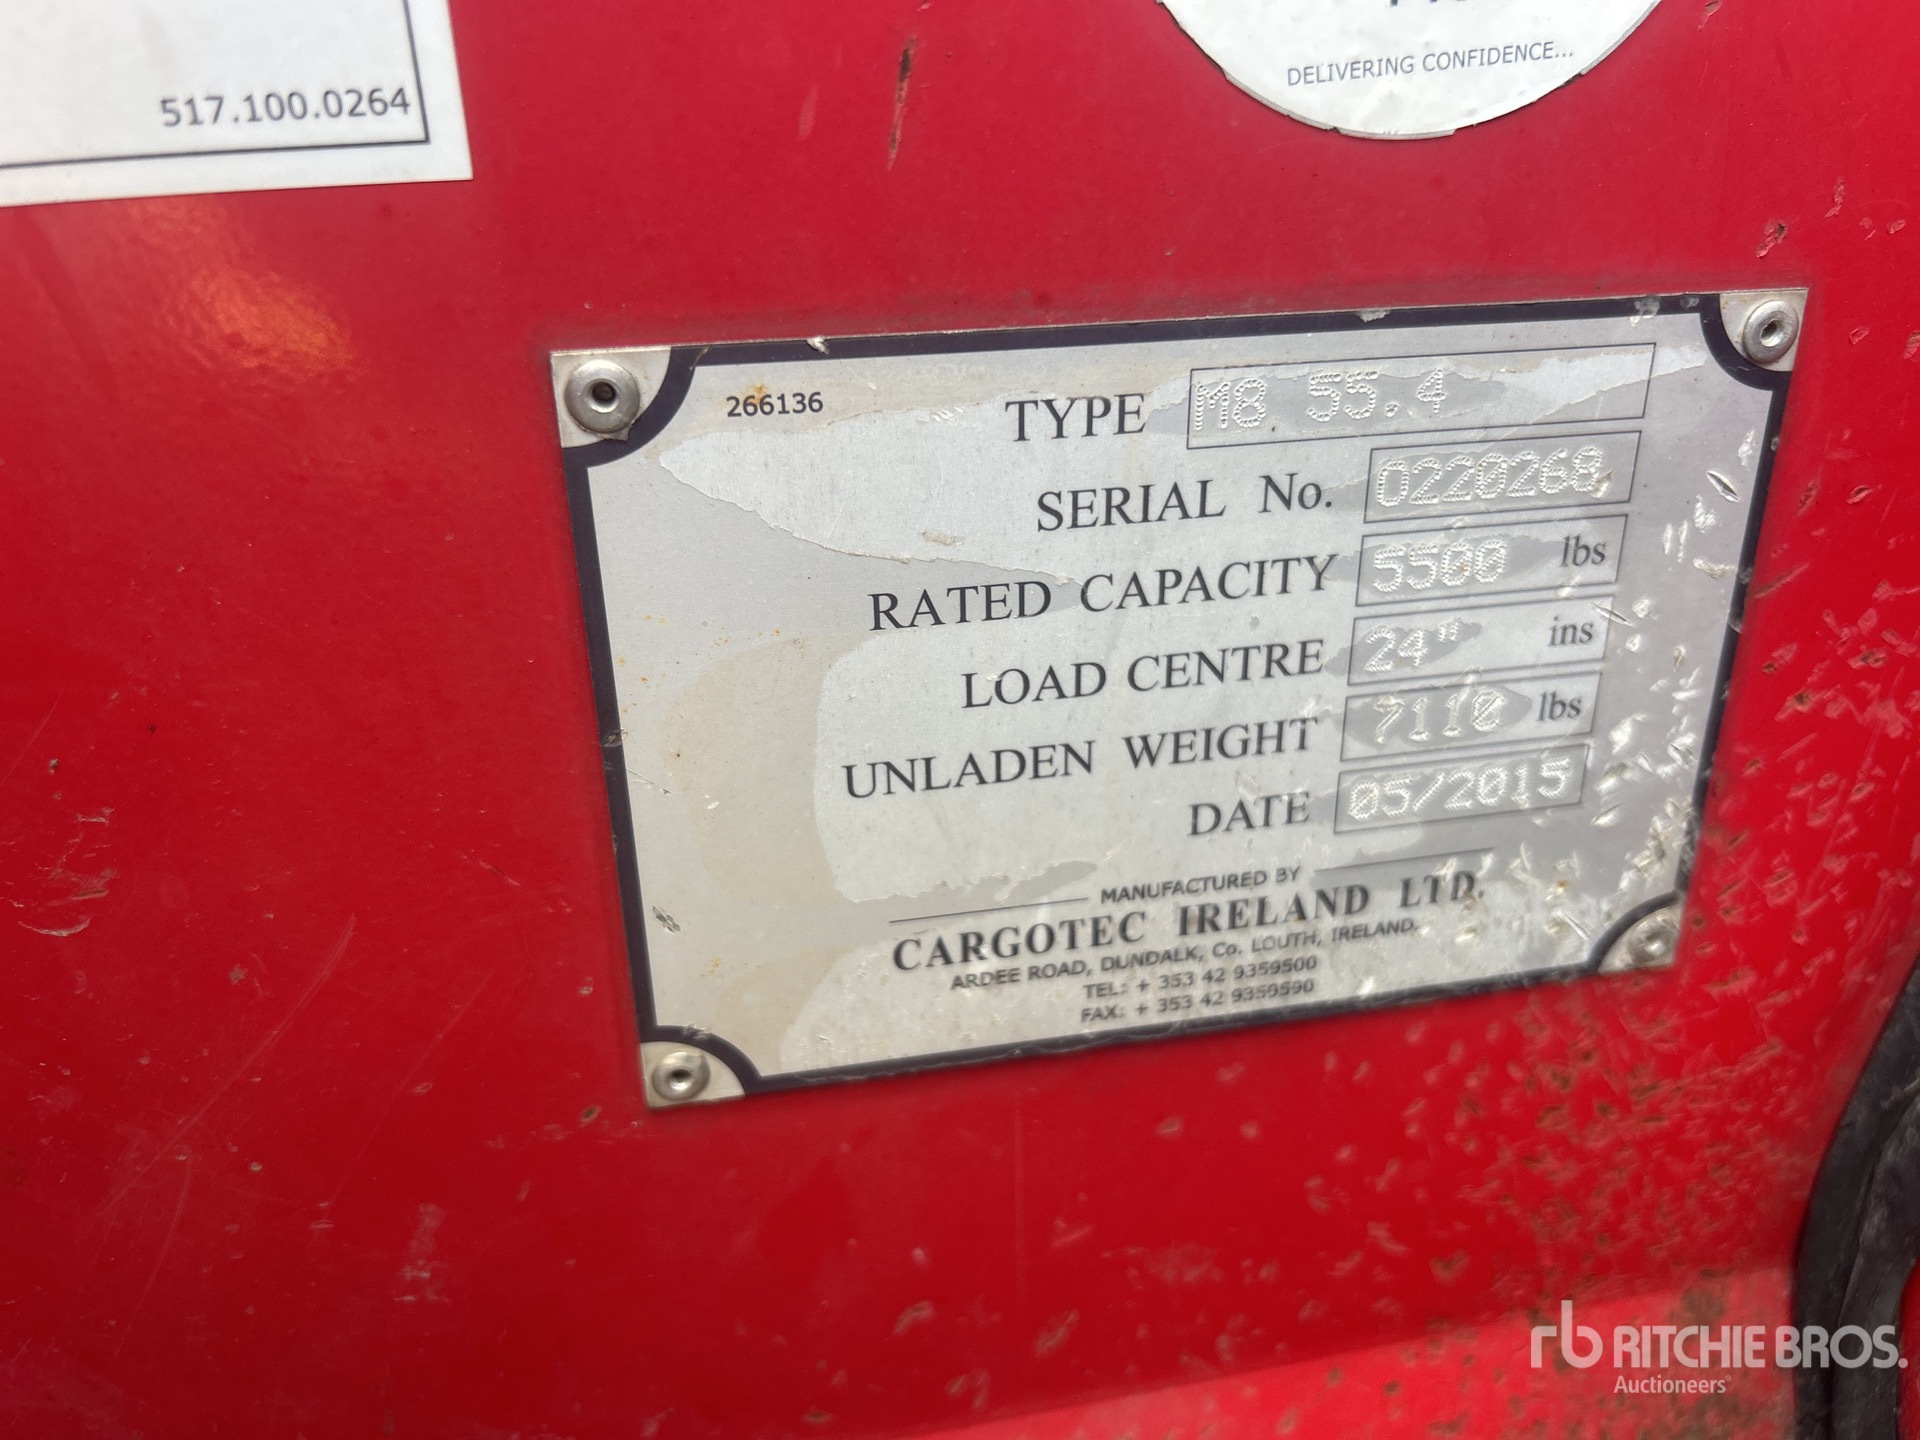 517.100.0264
DELIVERING CONFIDENCE...
266136
TYPE M8 55.4
SERIAL No. 0220268
RATED CAPACITY 5500 lbs
LOAD CENTRE 24" ins
UNLADEN WEIGHT 7110 lbs
DATE 05/2015
MANUFACTURED BY
CARGOTEC IRELAND LTD.
ARDEE ROAD, DUNDALK, Co. LOUTH, IRELAND.
TEL: + 353 42 9359500
FAX: + 353 42 9359590
rb RITCHIE BROS.
Auctioneers